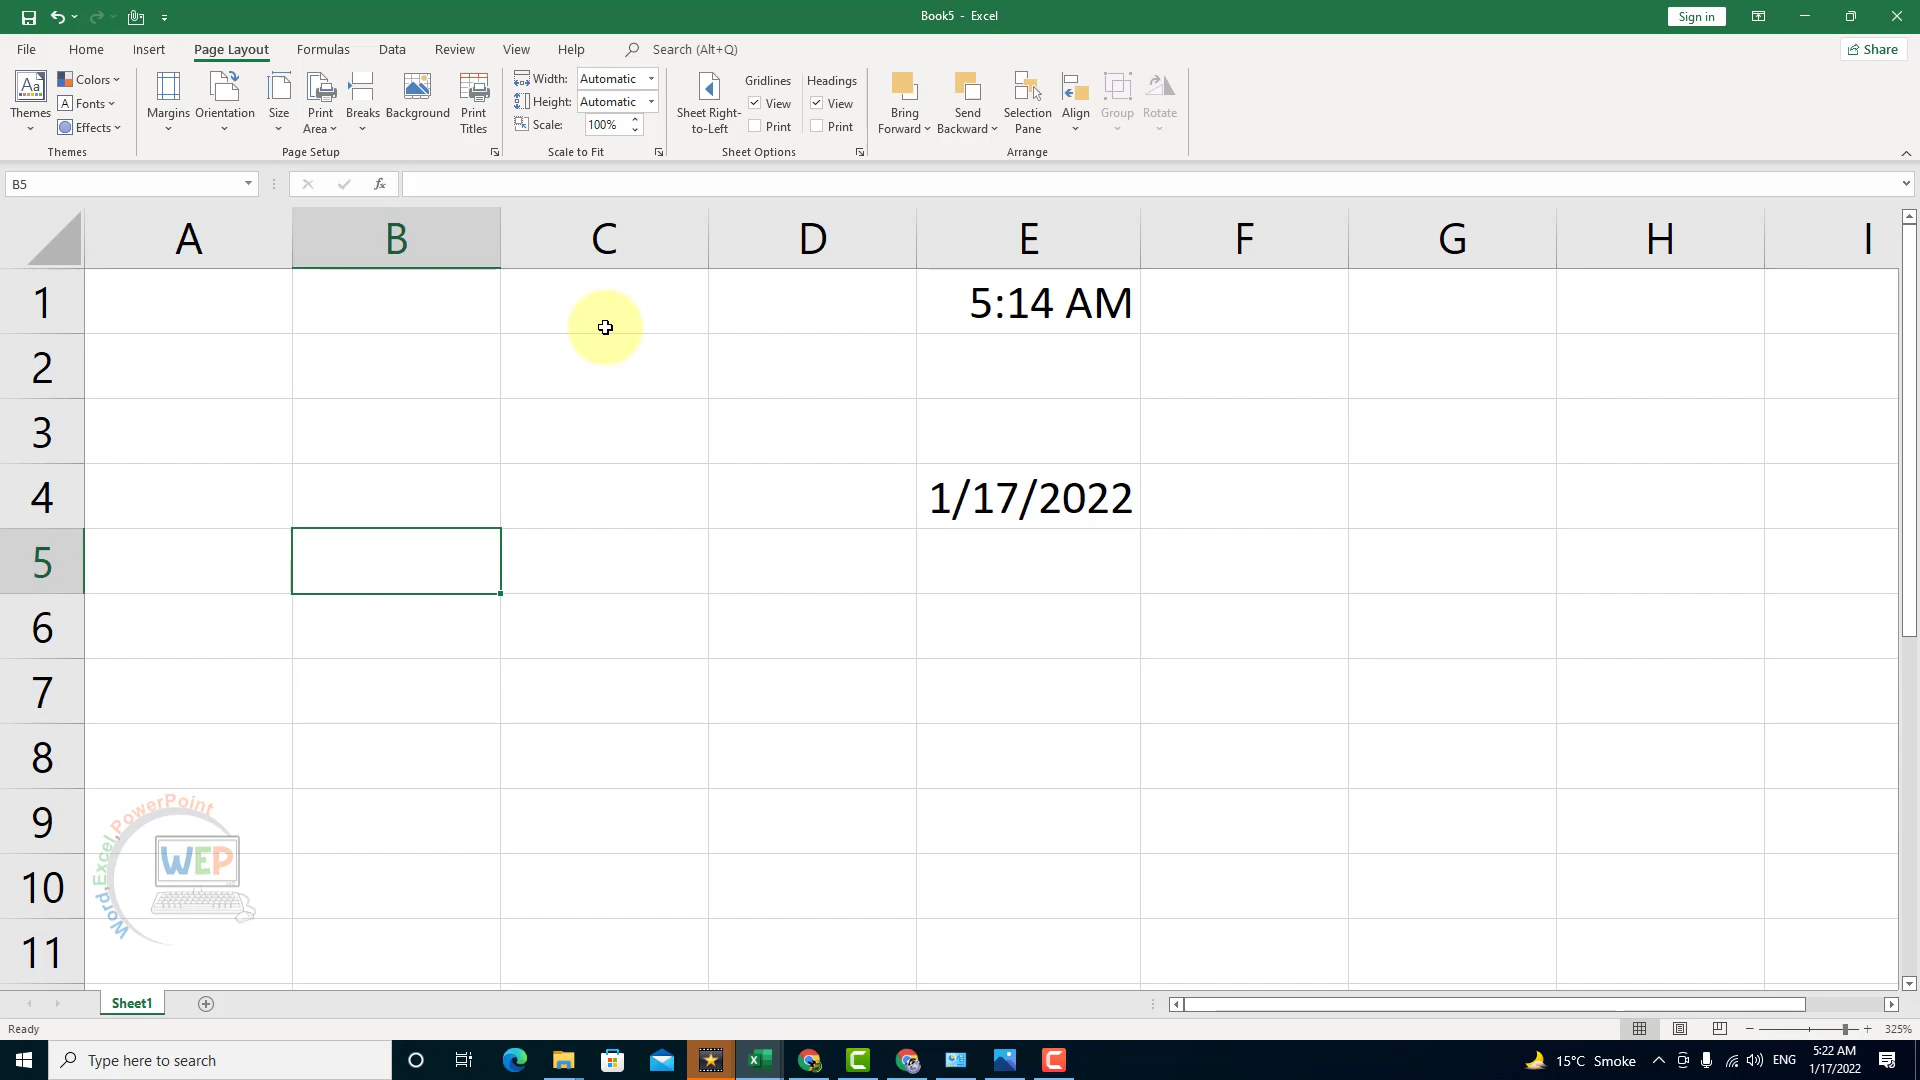 Book5 - Excel
Sign in
File Home Insert Page Layout Formulas Data Review View Help Search (Alt+Q)
Share
Themes
Colors
Fonts
Effects
Themes
Margins
Orientation
Size
Print Area
Breaks
Background
Print Titles
Page Setup
Width: Automatic
Height: Automatic
Scale: 100%
Scale to Fit
Sheet Right-to-Left
Gridlines
View
Print
Headings
View
Print
Sheet Options
Bring Forward
Send Backward
Selection Pane
Align
Group
Rotate
Arrange
B5
fx
A B C D E F G H I
1 5:14 AM
2
3
4 1/17/2022
5
6
7
8
9
10
11
Word,Excel,PowerPoint
WEP
Sheet1
Ready
325%
Type here to search
15°C Smoke
ENG
5:22 AM
1/17/2022